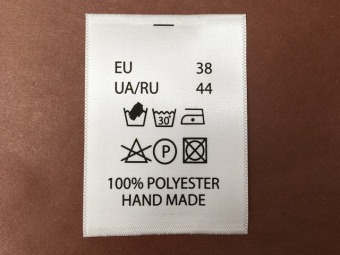 EU 38
UA/RU 44
30°
P
100% POLYESTER
HAND MADE